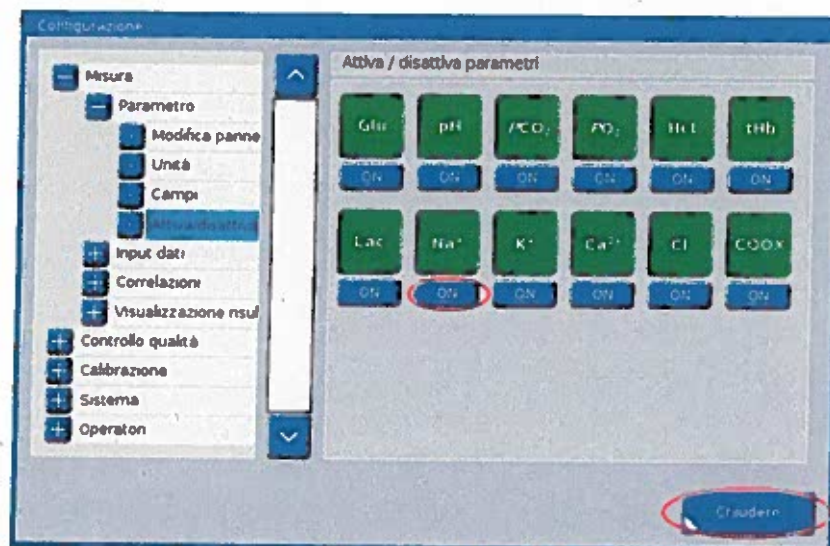 Configurazione
Attiva / disattiva parametri
Misura
Parametro
Modifica panne
Unità
Campi
Attiva/disattiva
Input dati
Correlazioni
Visualizzazione risul
Controllo qualità
Calibrazione
Sistema
Operatori
Glu pH PCO₂ PO₂ Hct tHb
ON ON ON ON ON ON
Lac Na⁺ K⁺ Ca²⁺ Cl COOX
ON ON ON ON ON ON
Chiudere